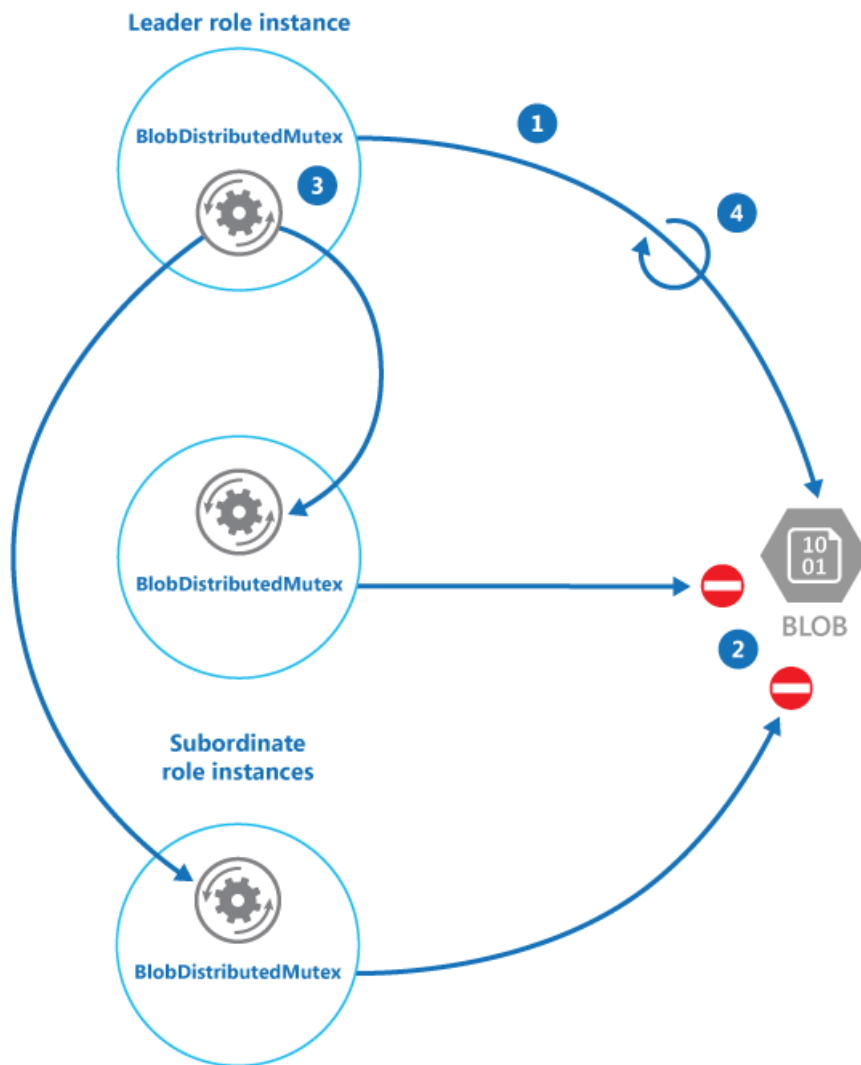 Leader role instance
BlobDistributedMutex
1
3
4
BlobDistributedMutex
10
01
BLOB
2
Subordinate
role instances
BlobDistributedMutex